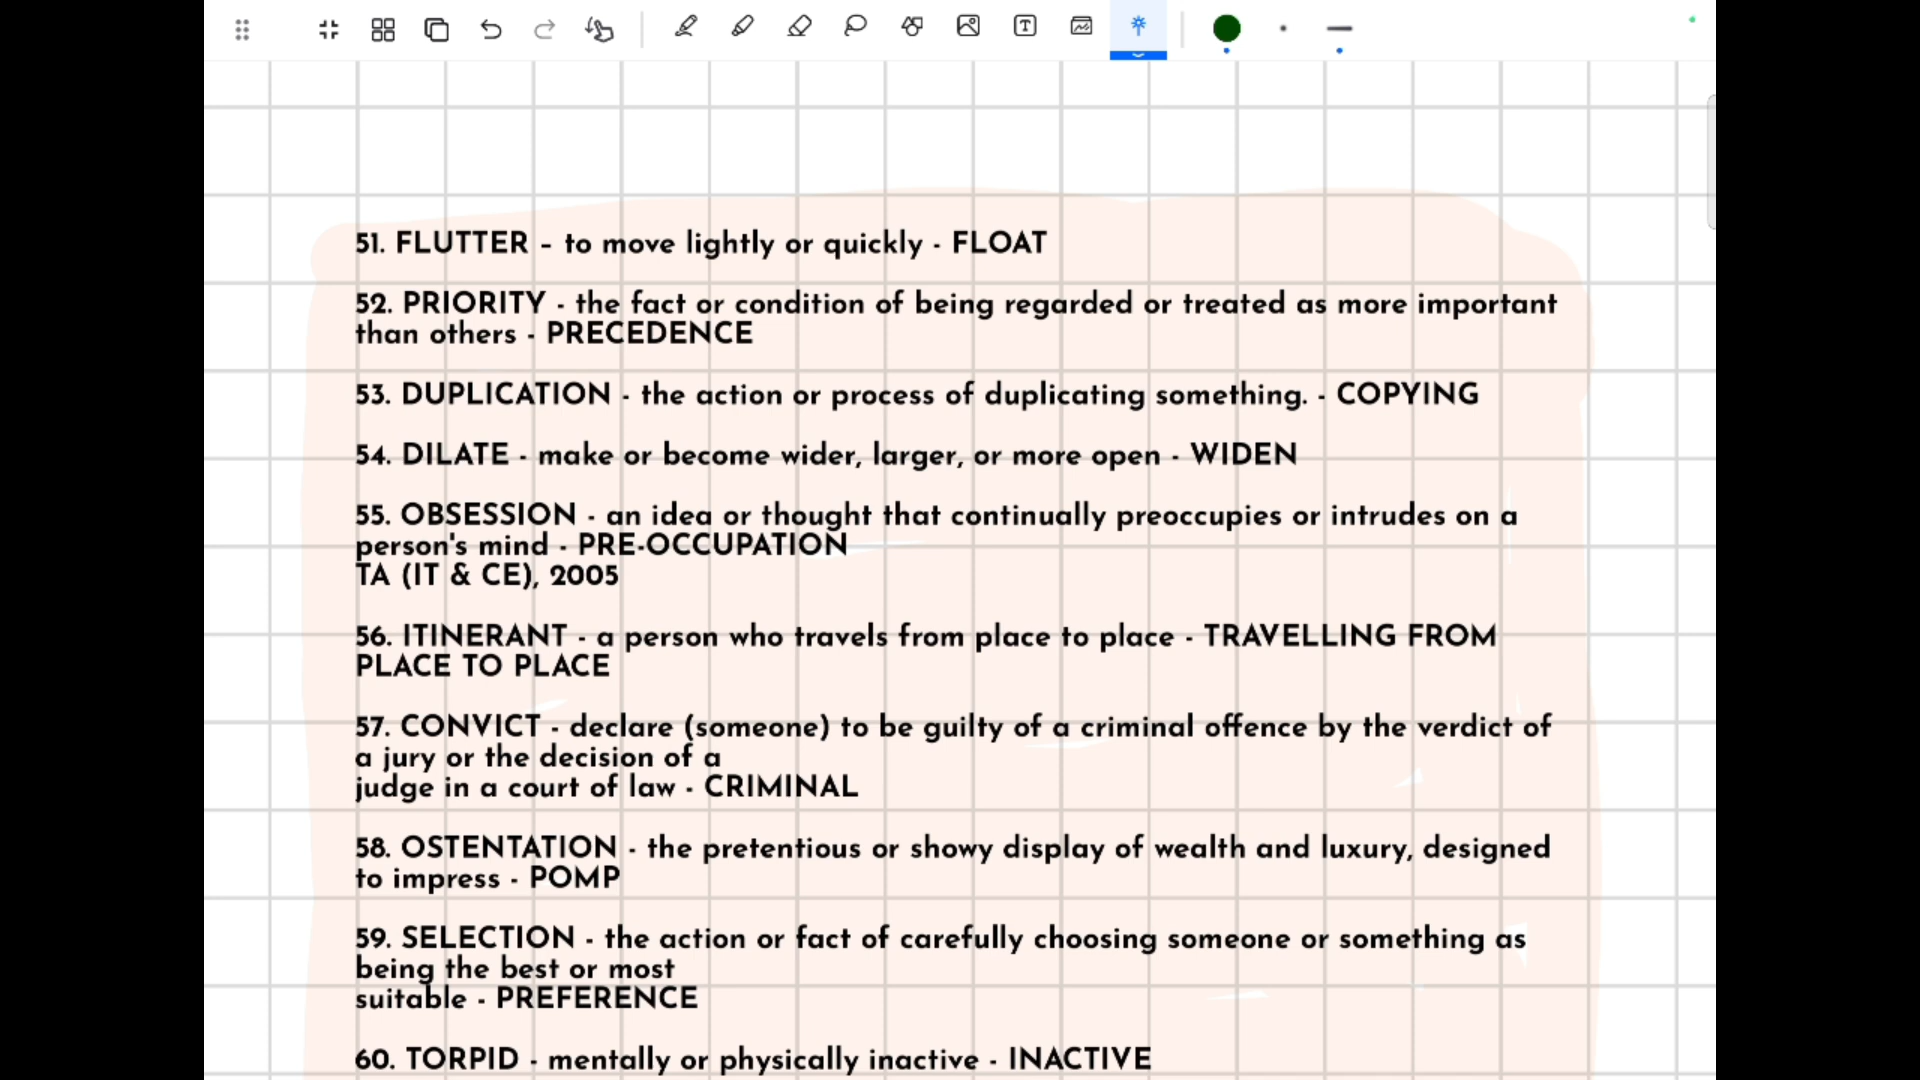 51. FLUTTER – to move lightly or quickly - FLOAT
52. PRIORITY - the fact or condition of being regarded or treated as more important
than others - PRECEDENCE
53. DUPLICATION - the action or process of duplicating something. - COPYING
54. DILATE - make or become wider, larger, or more open - WIDEN
55. OBSESSION - an idea or thought that continually preoccupies or intrudes on a
person's mind - PRE-OCCUPATION
TA (IT & CE), 2005
56. ITINERANT - a person who travels from place to place - TRAVELLING FROM
PLACE TO PLACE
57. CONVICT - declare (someone) to be guilty of a criminal offence by the verdict of
a jury or the decision of a
judge in a court of law - CRIMINAL
58. OSTENTATION - the pretentious or showy display of wealth and luxury, designed
to impress - POMP
59. SELECTION - the action or fact of carefully choosing someone or something as
being the best or most
suitable - PREFERENCE
60. TORPID - mentally or physically inactive - INACTIVE